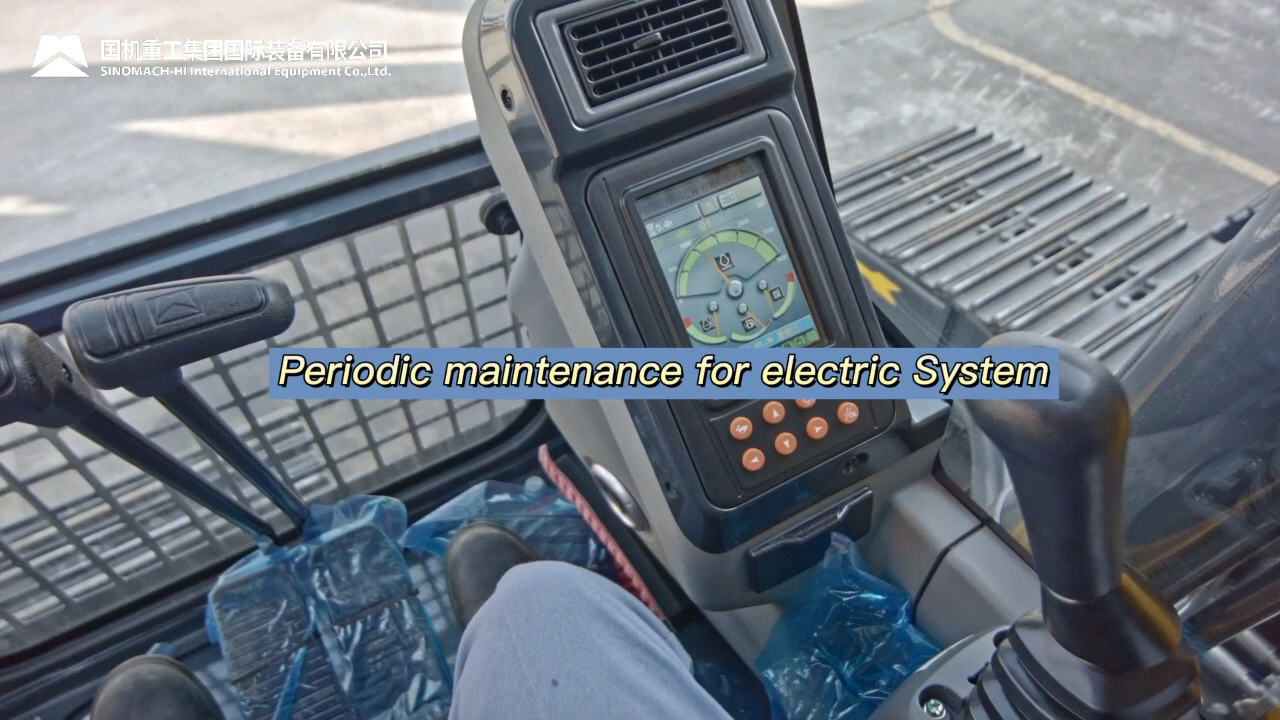 国机重工集团国际装备有限公司
SINOMACH-HI International Equipment Co.,Ltd.
Periodic maintenance for electric System